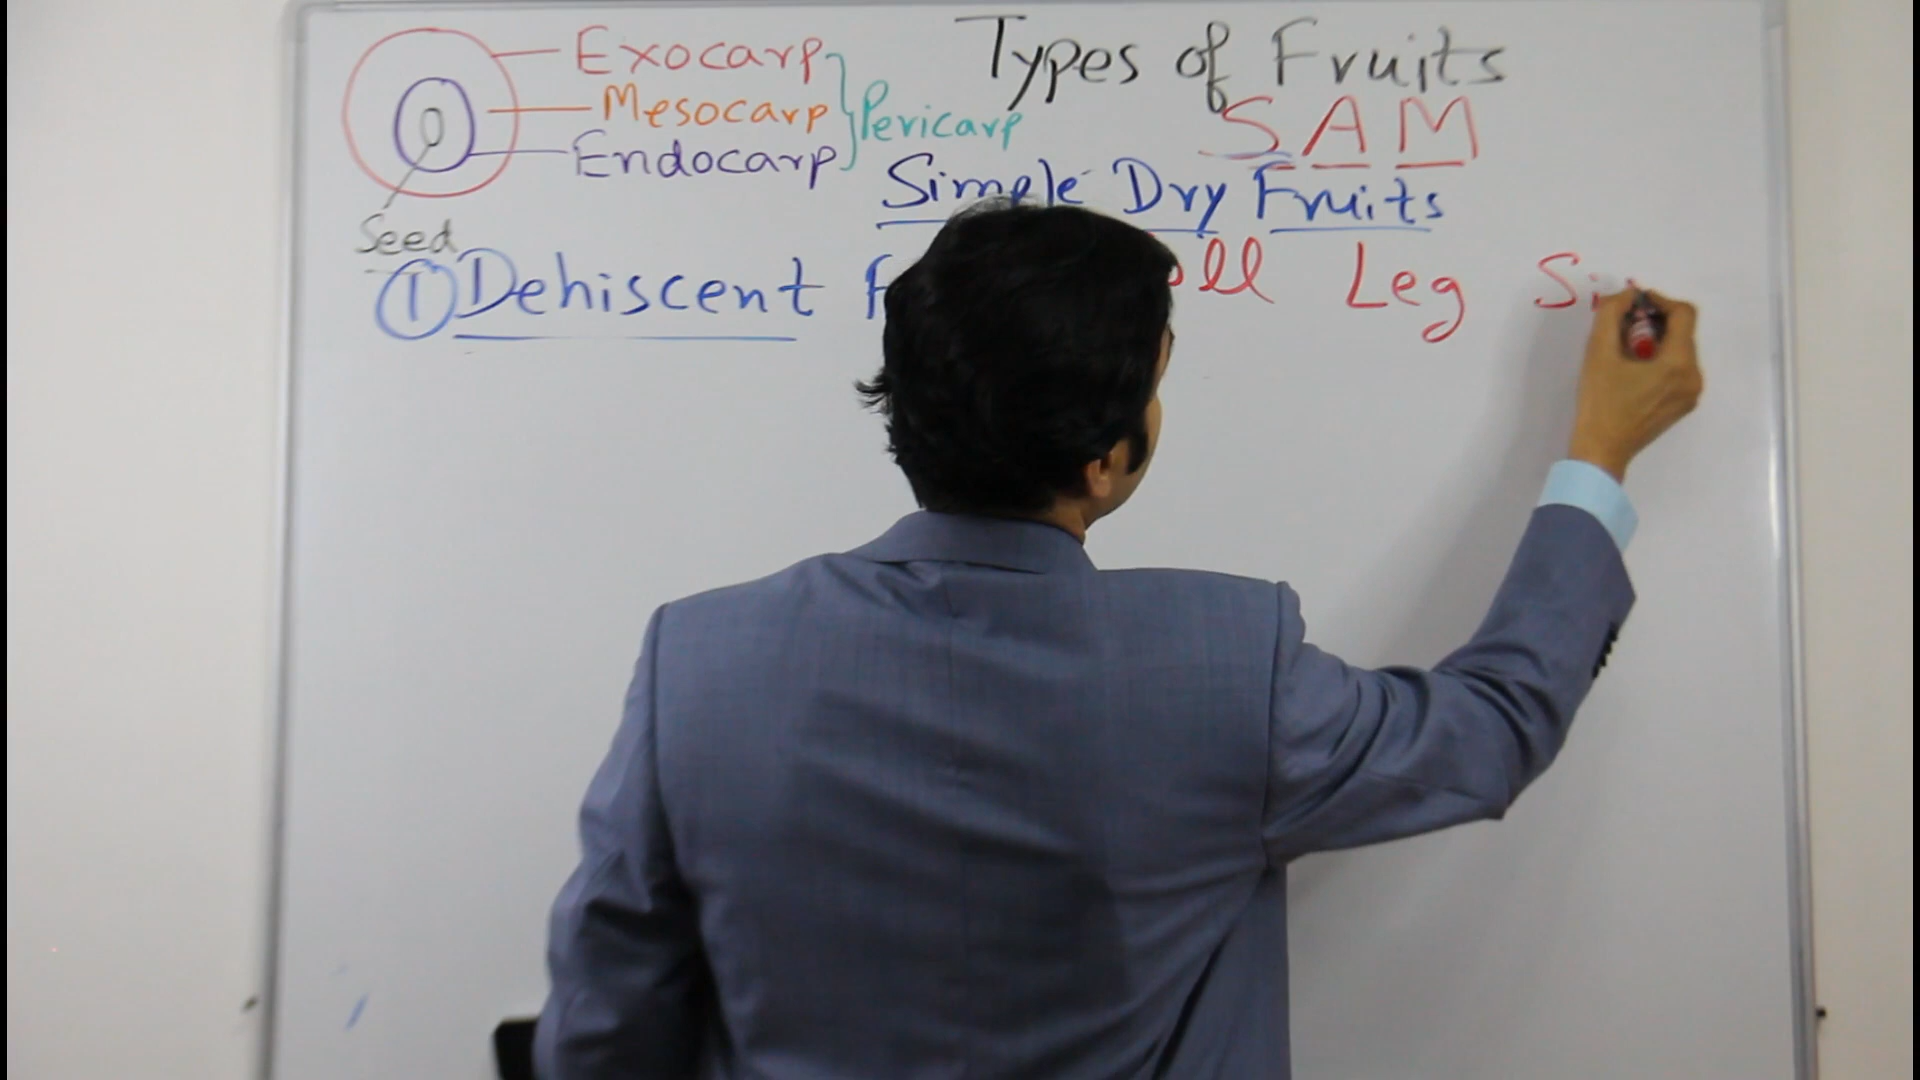 Types of Fruits
Exocarp
Mesocarp
Endocarp
Pericarp
SAM
Simple Dry Fruits
Seed
① Dehiscent
Leg